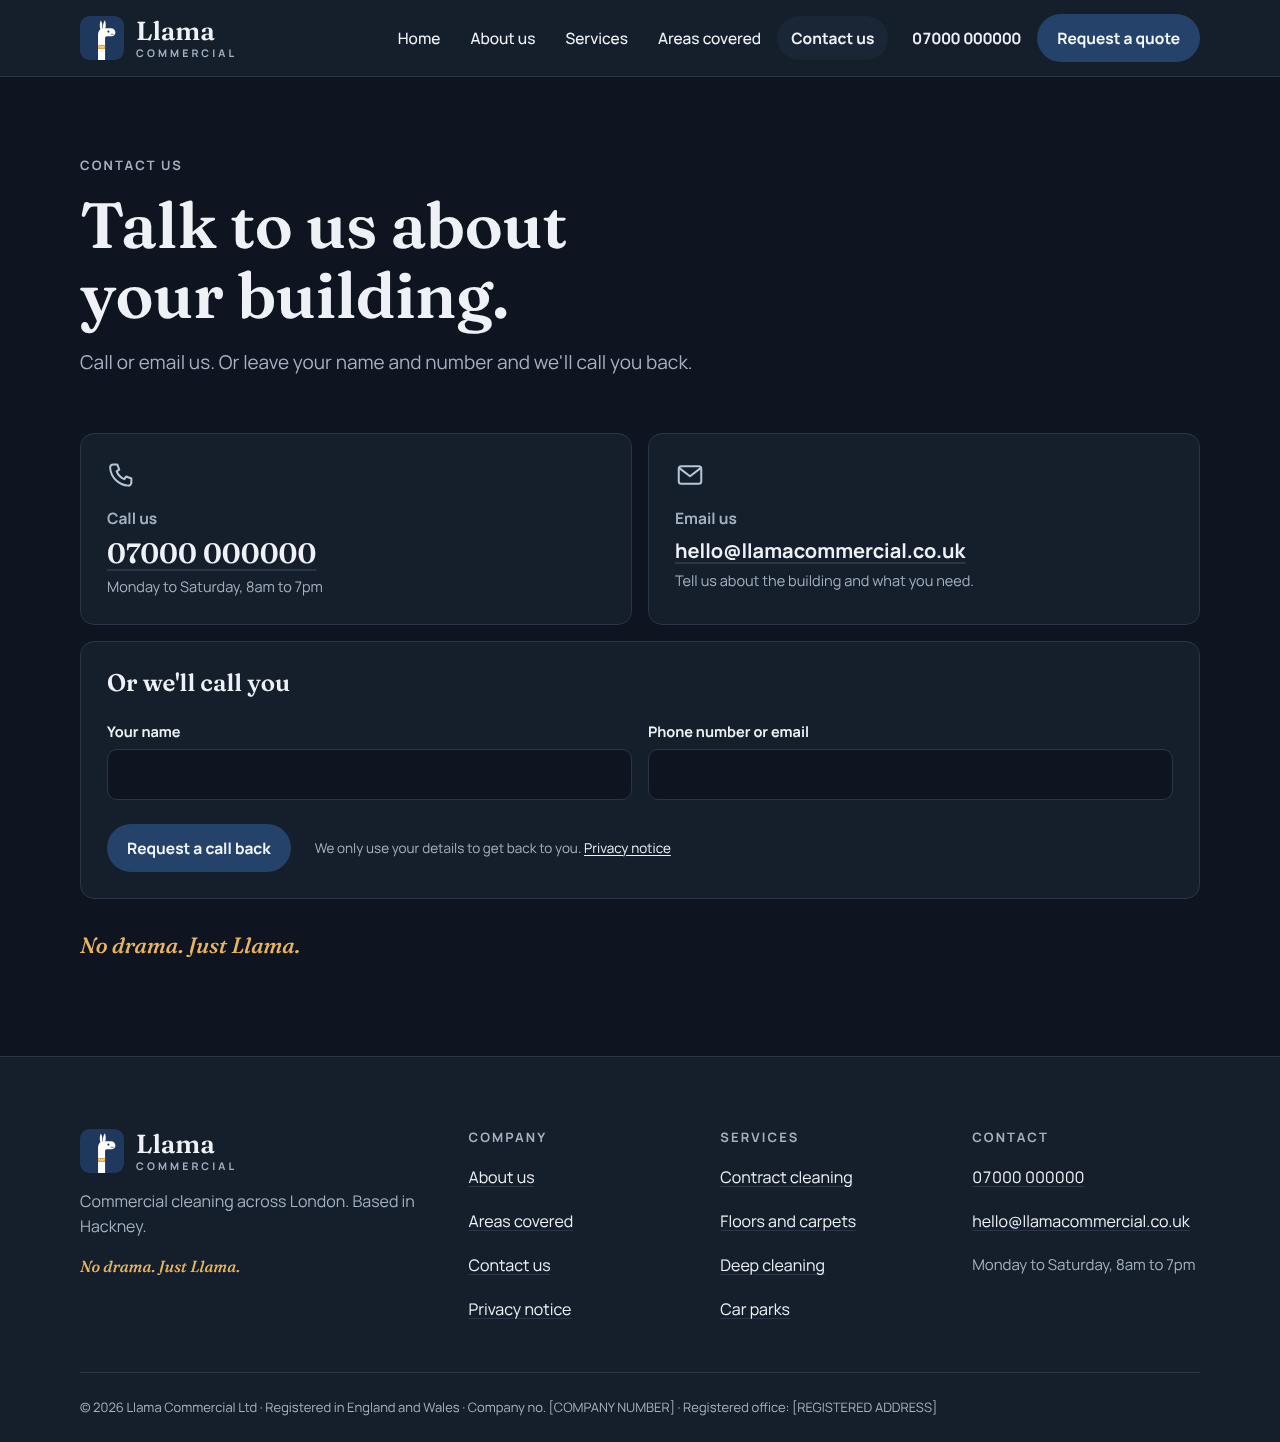 Llama
COMMERCIAL
Home
About us
Services
Areas covered
Contact us
07000 000000
Request a quote
CONTACT US
Talk to us about
your building.
Call or email us. Or leave your name and number and we'll call you back.
Call us
07000 000000
Monday to Saturday, 8am to 7pm
Email us
hello@llamacommercial.co.uk
Tell us about the building and what you need.
Or we'll call you
Your name
Phone number or email
Request a call back
We only use your details to get back to you. Privacy notice
No drama. Just Llama.
Llama
COMMERCIAL
Commercial cleaning across London. Based in
Hackney.
No drama. Just Llama.
COMPANY
About us
Areas covered
Contact us
Privacy notice
SERVICES
Contract cleaning
Floors and carpets
Deep cleaning
Car parks
CONTACT
07000 000000
hello@llamacommercial.co.uk
Monday to Saturday, 8am to 7pm
© 2026 Llama Commercial Ltd · Registered in England and Wales · Company no. [COMPANY NUMBER] · Registered office: [REGISTERED ADDRESS]